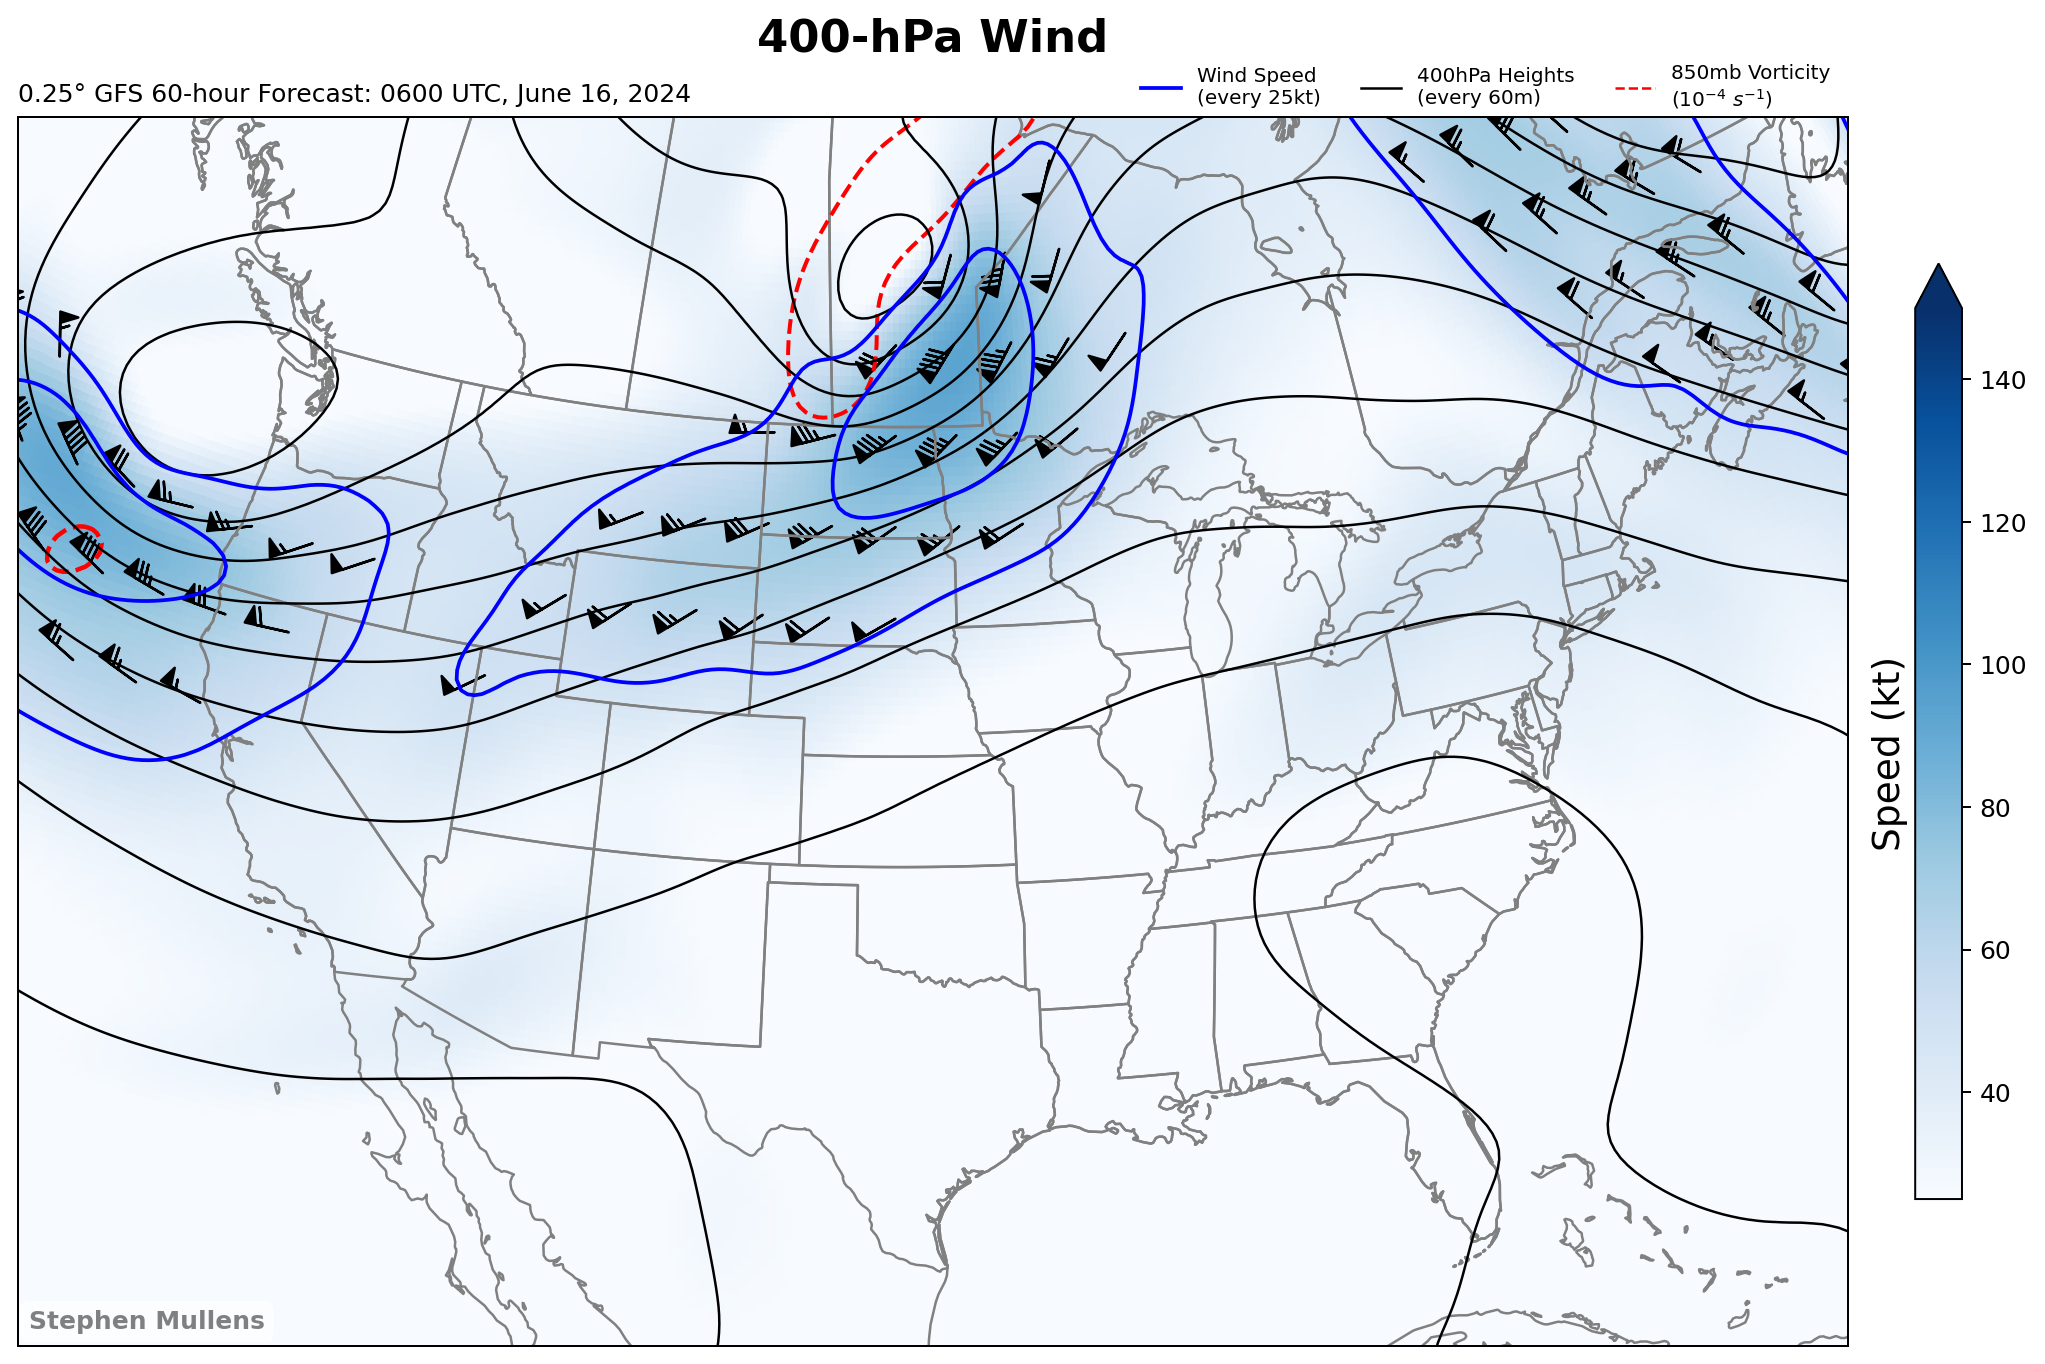 400-hPa Wind
0.25° GFS 60-hour Forecast: 0600 UTC, June 16, 2024
Wind Speed
(every 25kt)
400hPa Heights
(every 60m)
850mb Vorticity
(10⁻⁴ s⁻¹)
140
120
100
80
60
40
Speed (kt)
Stephen Mullens